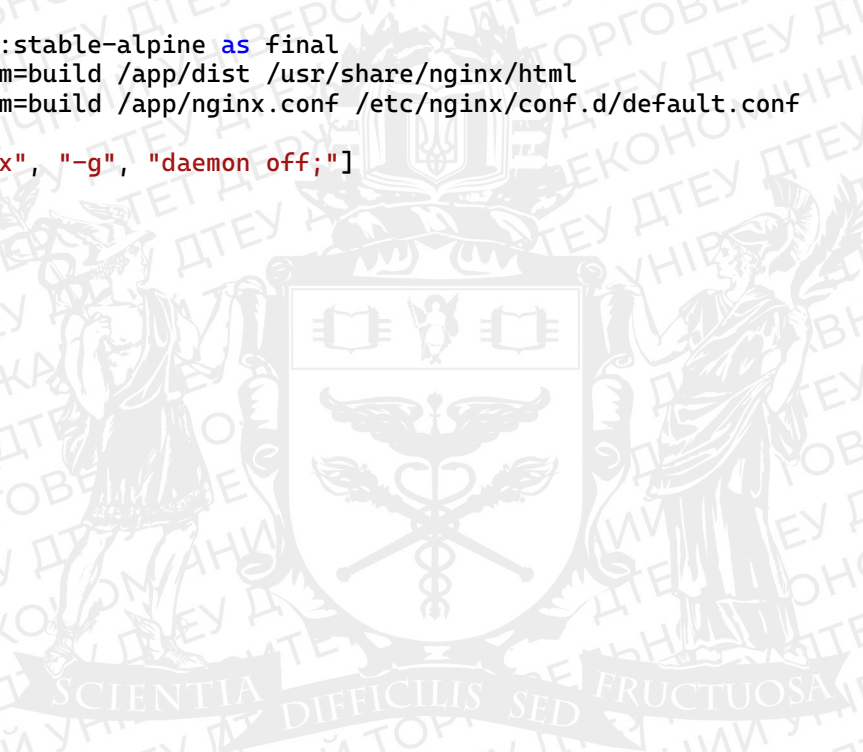 :stable-alpine as final
m=build /app/dist /usr/share/nginx/html
m=build /app/nginx.conf /etc/nginx/conf.d/default.conf
x", "-g", "daemon off;"]
SCIENTIA DIFFICILIS SED FRUCTUOSA